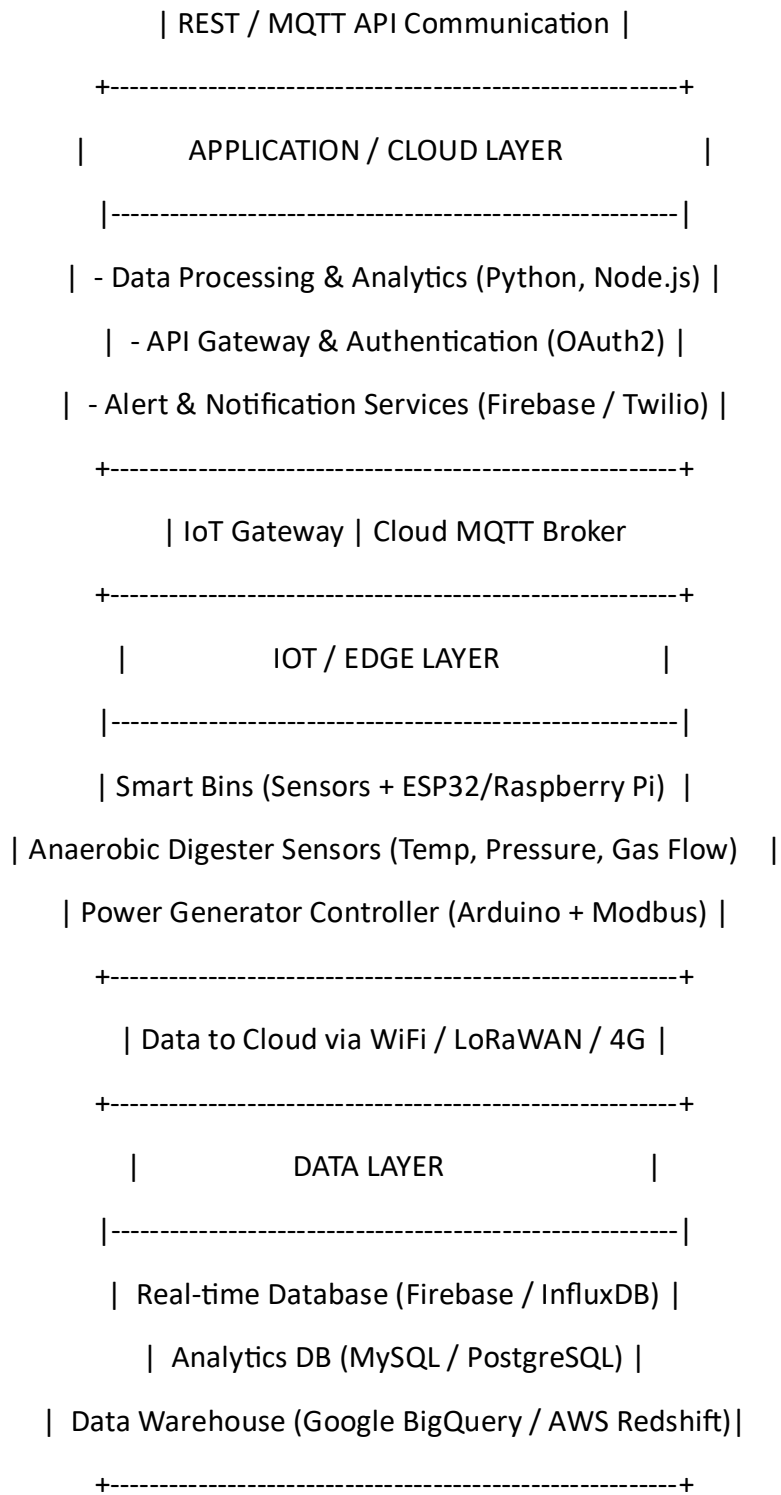 | REST / MQTT API Communication |
+----------------------------------------------------------+
| APPLICATION / CLOUD LAYER |
|----------------------------------------------------------|
| - Data Processing & Analytics (Python, Node.js) |
| - API Gateway & Authentication (OAuth2) |
| - Alert & Notification Services (Firebase / Twilio) |
+----------------------------------------------------------+
| IoT Gateway | Cloud MQTT Broker
+----------------------------------------------------------+
| IOT / EDGE LAYER |
|----------------------------------------------------------|
| Smart Bins (Sensors + ESP32/Raspberry Pi) |
| Anaerobic Digester Sensors (Temp, Pressure, Gas Flow) |
| Power Generator Controller (Arduino + Modbus) |
+----------------------------------------------------------+
| Data to Cloud via WiFi / LoRaWAN / 4G |
+----------------------------------------------------------+
| DATA LAYER |
|----------------------------------------------------------|
| Real-time Database (Firebase / InfluxDB) |
| Analytics DB (MySQL / PostgreSQL) |
| Data Warehouse (Google BigQuery / AWS Redshift)|
+----------------------------------------------------------+